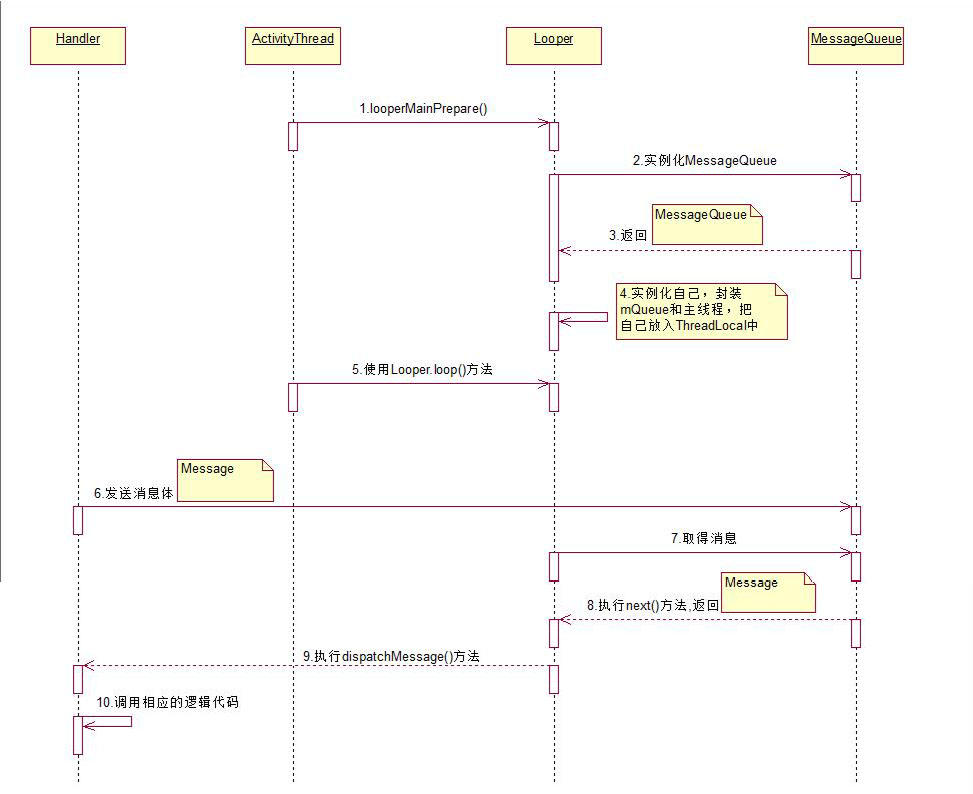 Handler
ActivityThread
Looper
MessageQueue
1.looperMainPrepare()
2.实例化MessageQueue
MessageQueue
3.返回
4.实例化自己，封装
mQueue和主线程，把
自己放入ThreadLocal中
5.使用Looper.loop()方法
Message
6.发送消息体
7.取得消息
Message
8.执行next()方法,返回
9.执行dispatchMessage()方法
10.调用相应的逻辑代码